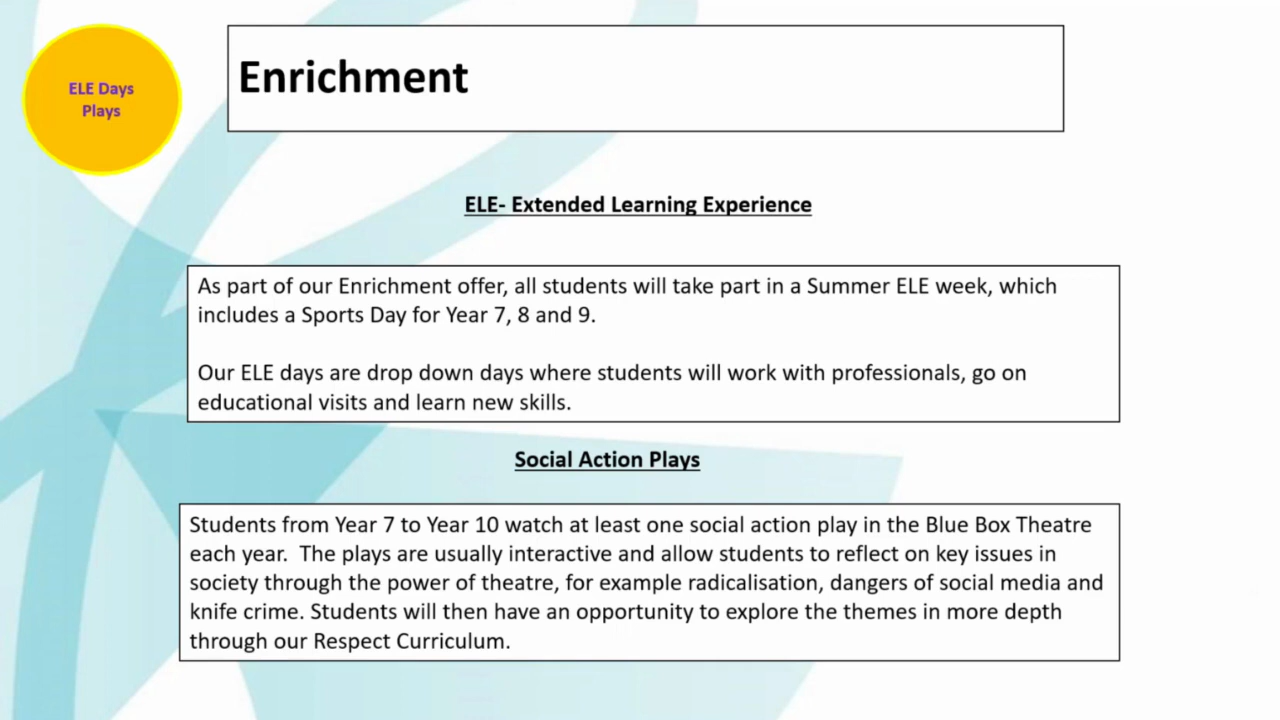 ELE Days
Plays
Enrichment
ELE- Extended Learning Experience
As part of our Enrichment offer, all students will take part in a Summer ELE week, which
includes a Sports Day for Year 7, 8 and 9.
Our ELE days are drop down days where students will work with professionals, go on
educational visits and learn new skills.
Social Action Plays
Students from Year 7 to Year 10 watch at least one social action play in the Blue Box Theatre
each year.  The plays are usually interactive and allow students to reflect on key issues in
society through the power of theatre, for example radicalisation, dangers of social media and
knife crime. Students will then have an opportunity to explore the themes in more depth
through our Respect Curriculum.